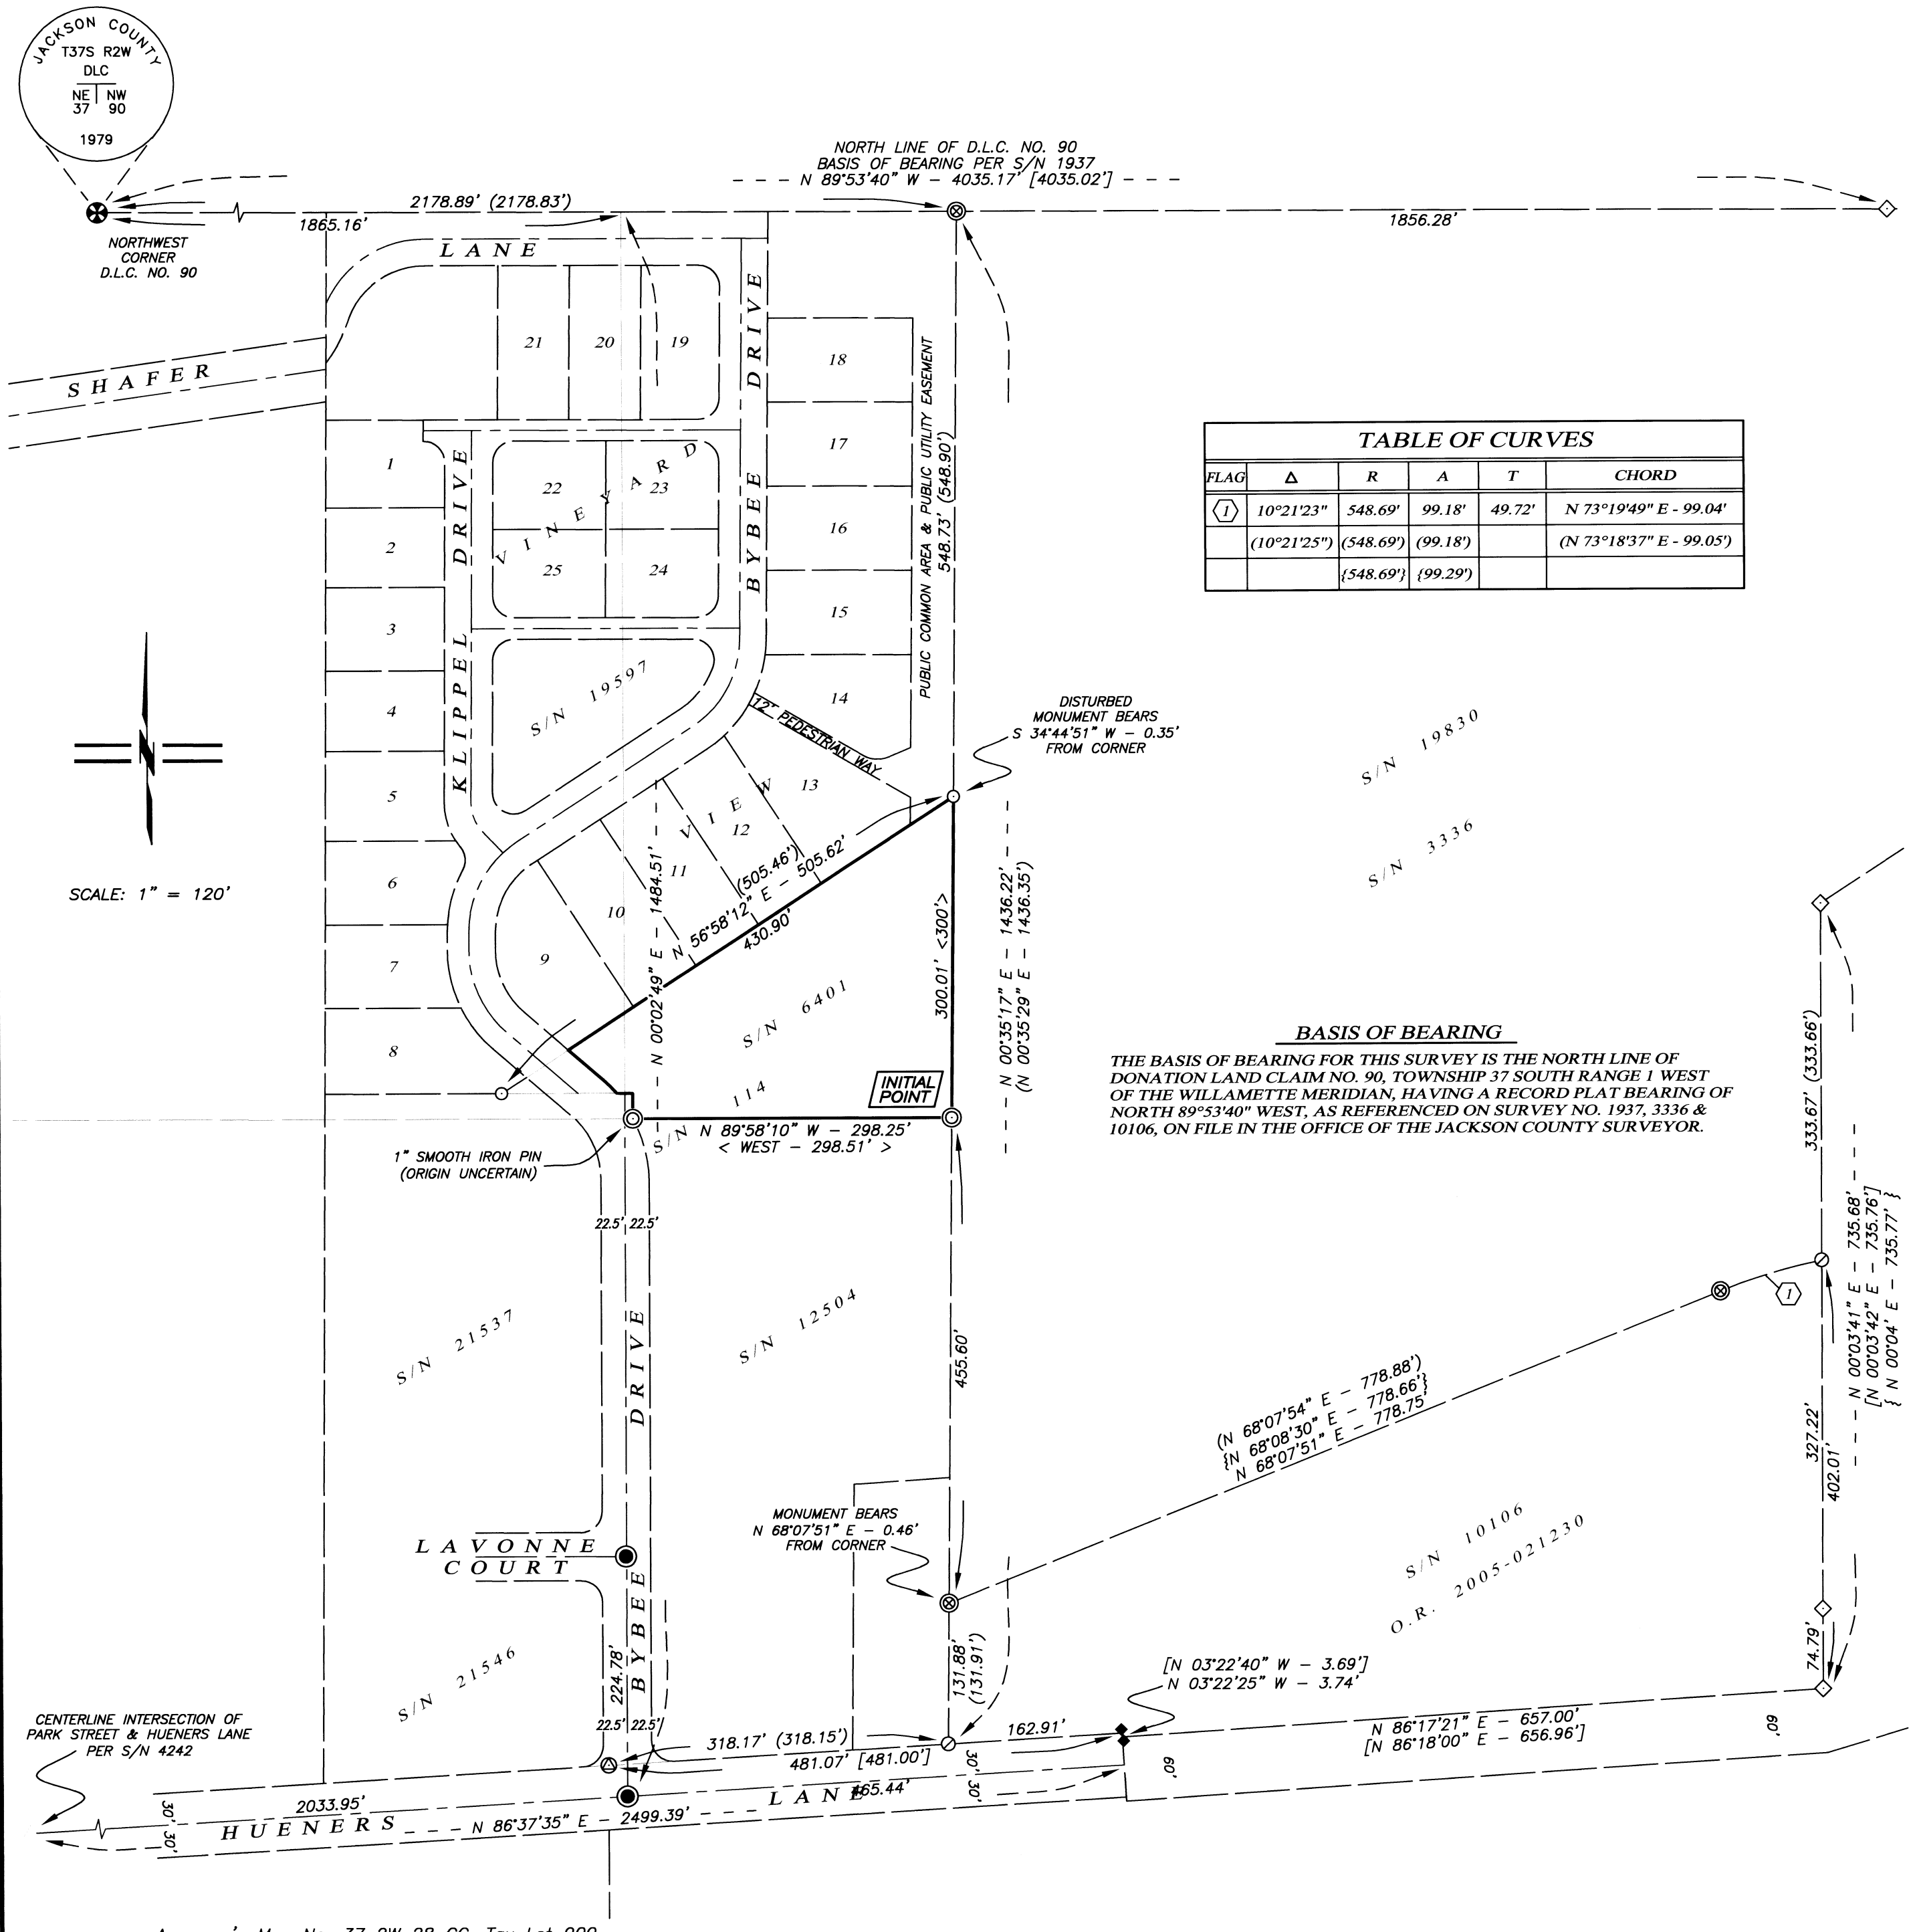 JACKSON COUNTY
T37S R2W
DLC
NE NW
37 90
1979
NORTH LINE OF D.L.C. NO. 90
BASIS OF BEARING PER S/N 1937
N 89°53'40" W - 4035.17' [4035.02']
2178.89' (2178.83')
1865.16'
1856.28'
NORTHWEST
CORNER
D.L.C. NO. 90
LANE
SHAFER
21
20
19
18
17
16
15
14
BYBEE DRIVE
BYBEE DRIVE
PUBLIC COMMON AREA & PUBLIC UTILITY EASEMENT
548.73' (548.90')
TABLE OF CURVES
FLAG Δ R A T CHORD
1 10°21'23" 548.69' 99.18' 49.72' N 73°19'49" E - 99.04'
(10°21'25") (548.69') (99.18') (N 73°18'37" E - 99.05')
{548.69'} {99.29')
1
2
3
4
5
6
7
8
KLIPPEL DRIVE
DRIVE
22
23
25
24
VINEYARD
S/N 19597
12' PEDESTRIAN WAY
DISTURBED
MONUMENT BEARS
S 34°44'51" W - 0.35'
FROM CORNER
S/N 19830
S/N 3336
SCALE: 1" = 120'
13
12
11
10
9
VIEW
(505.46')
N 56°58'12" E - 505.62'
430.90'
N 00°02'49" E - 1484.51'
300.01' <300'>
N 00°35'17" E - 1436.22'
(N 00°35'29" E - 1436.35')
S/N 6401
S/N 114
INITIAL
POINT
N 89°58'10" W - 298.25'
< WEST - 298.51' >
1" SMOOTH IRON PIN
(ORIGIN UNCERTAIN)
BASIS OF BEARING
THE BASIS OF BEARING FOR THIS SURVEY IS THE NORTH LINE OF
DONATION LAND CLAIM NO. 90, TOWNSHIP 37 SOUTH RANGE 1 WEST
OF THE WILLAMETTE MERIDIAN, HAVING A RECORD PLAT BEARING OF
NORTH 89°53'40" WEST, AS REFERENCED ON SURVEY NO. 1937, 3336 &
10106, ON FILE IN THE OFFICE OF THE JACKSON COUNTY SURVEYOR.
333.67' (333.66')
N 00°03'41" E - 735.68'
[N 00°03'42" E - 735.76']
{ N 00°04' E - 735.77' }
22.5' 22.5'
S/N 21537
S/N 12504
BYBEE DRIVE
455.60'
1
(N 68°07'54" E - 778.88')
{N 68°08'30" E - 778.66'}
N 68°07'51" E - 778.75'
327.22'
402.01'
74.79'
MONUMENT BEARS
N 68°07'51" E - 0.46'
FROM CORNER
LAVONNE
COURT
S/N 10106
O.R. 2005-021230
S/N 21546
224.78'
22.5' 22.5'
131.88'
(131.91')
[N 03°22'40" W - 3.69']
N 03°22'25" W - 3.74'
CENTERLINE INTERSECTION OF
PARK STREET & HUENERS LANE
PER S/N 4242
318.17' (318.15')
162.91'
481.07' [481.00']
465.44'
N 86°17'21" E - 657.00'
[N 86°18'00" E - 656.96']
60'
60'
30' 30'
30' 30'
2033.95'
HUENERS LANE
N 86°37'35" E - 2499.39'